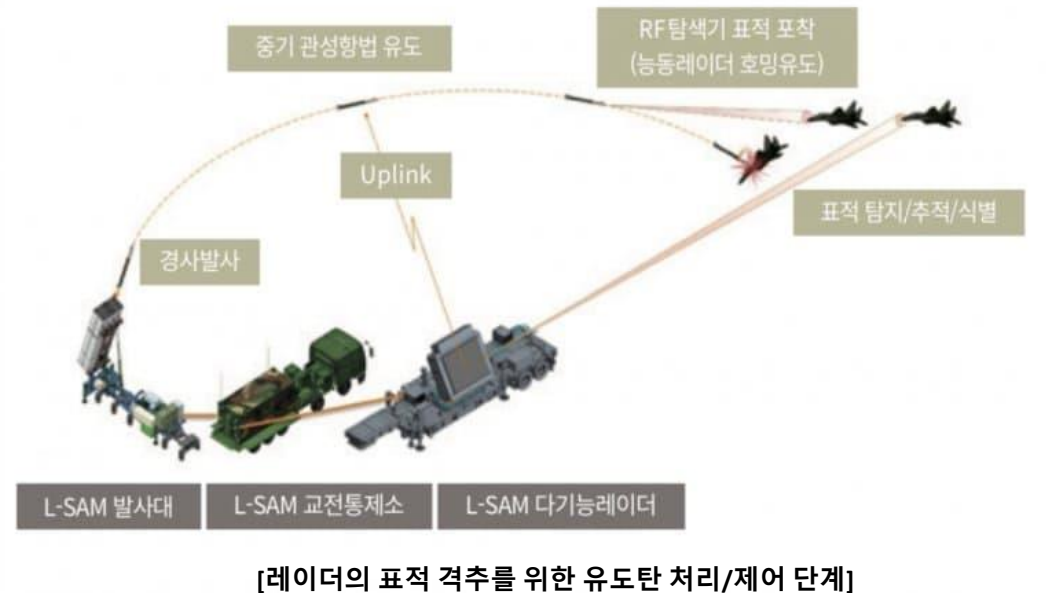 RF탐색기 표적 포착
(능동레이더 호밍유도)
중기 관성항법 유도
Uplink
표적 탐지/추적/식별
경사발사
L-SAM 발사대
L-SAM 교전통제소
L-SAM 다기능레이더
[레이더의 표적 격추를 위한 유도탄 처리/제어 단계]